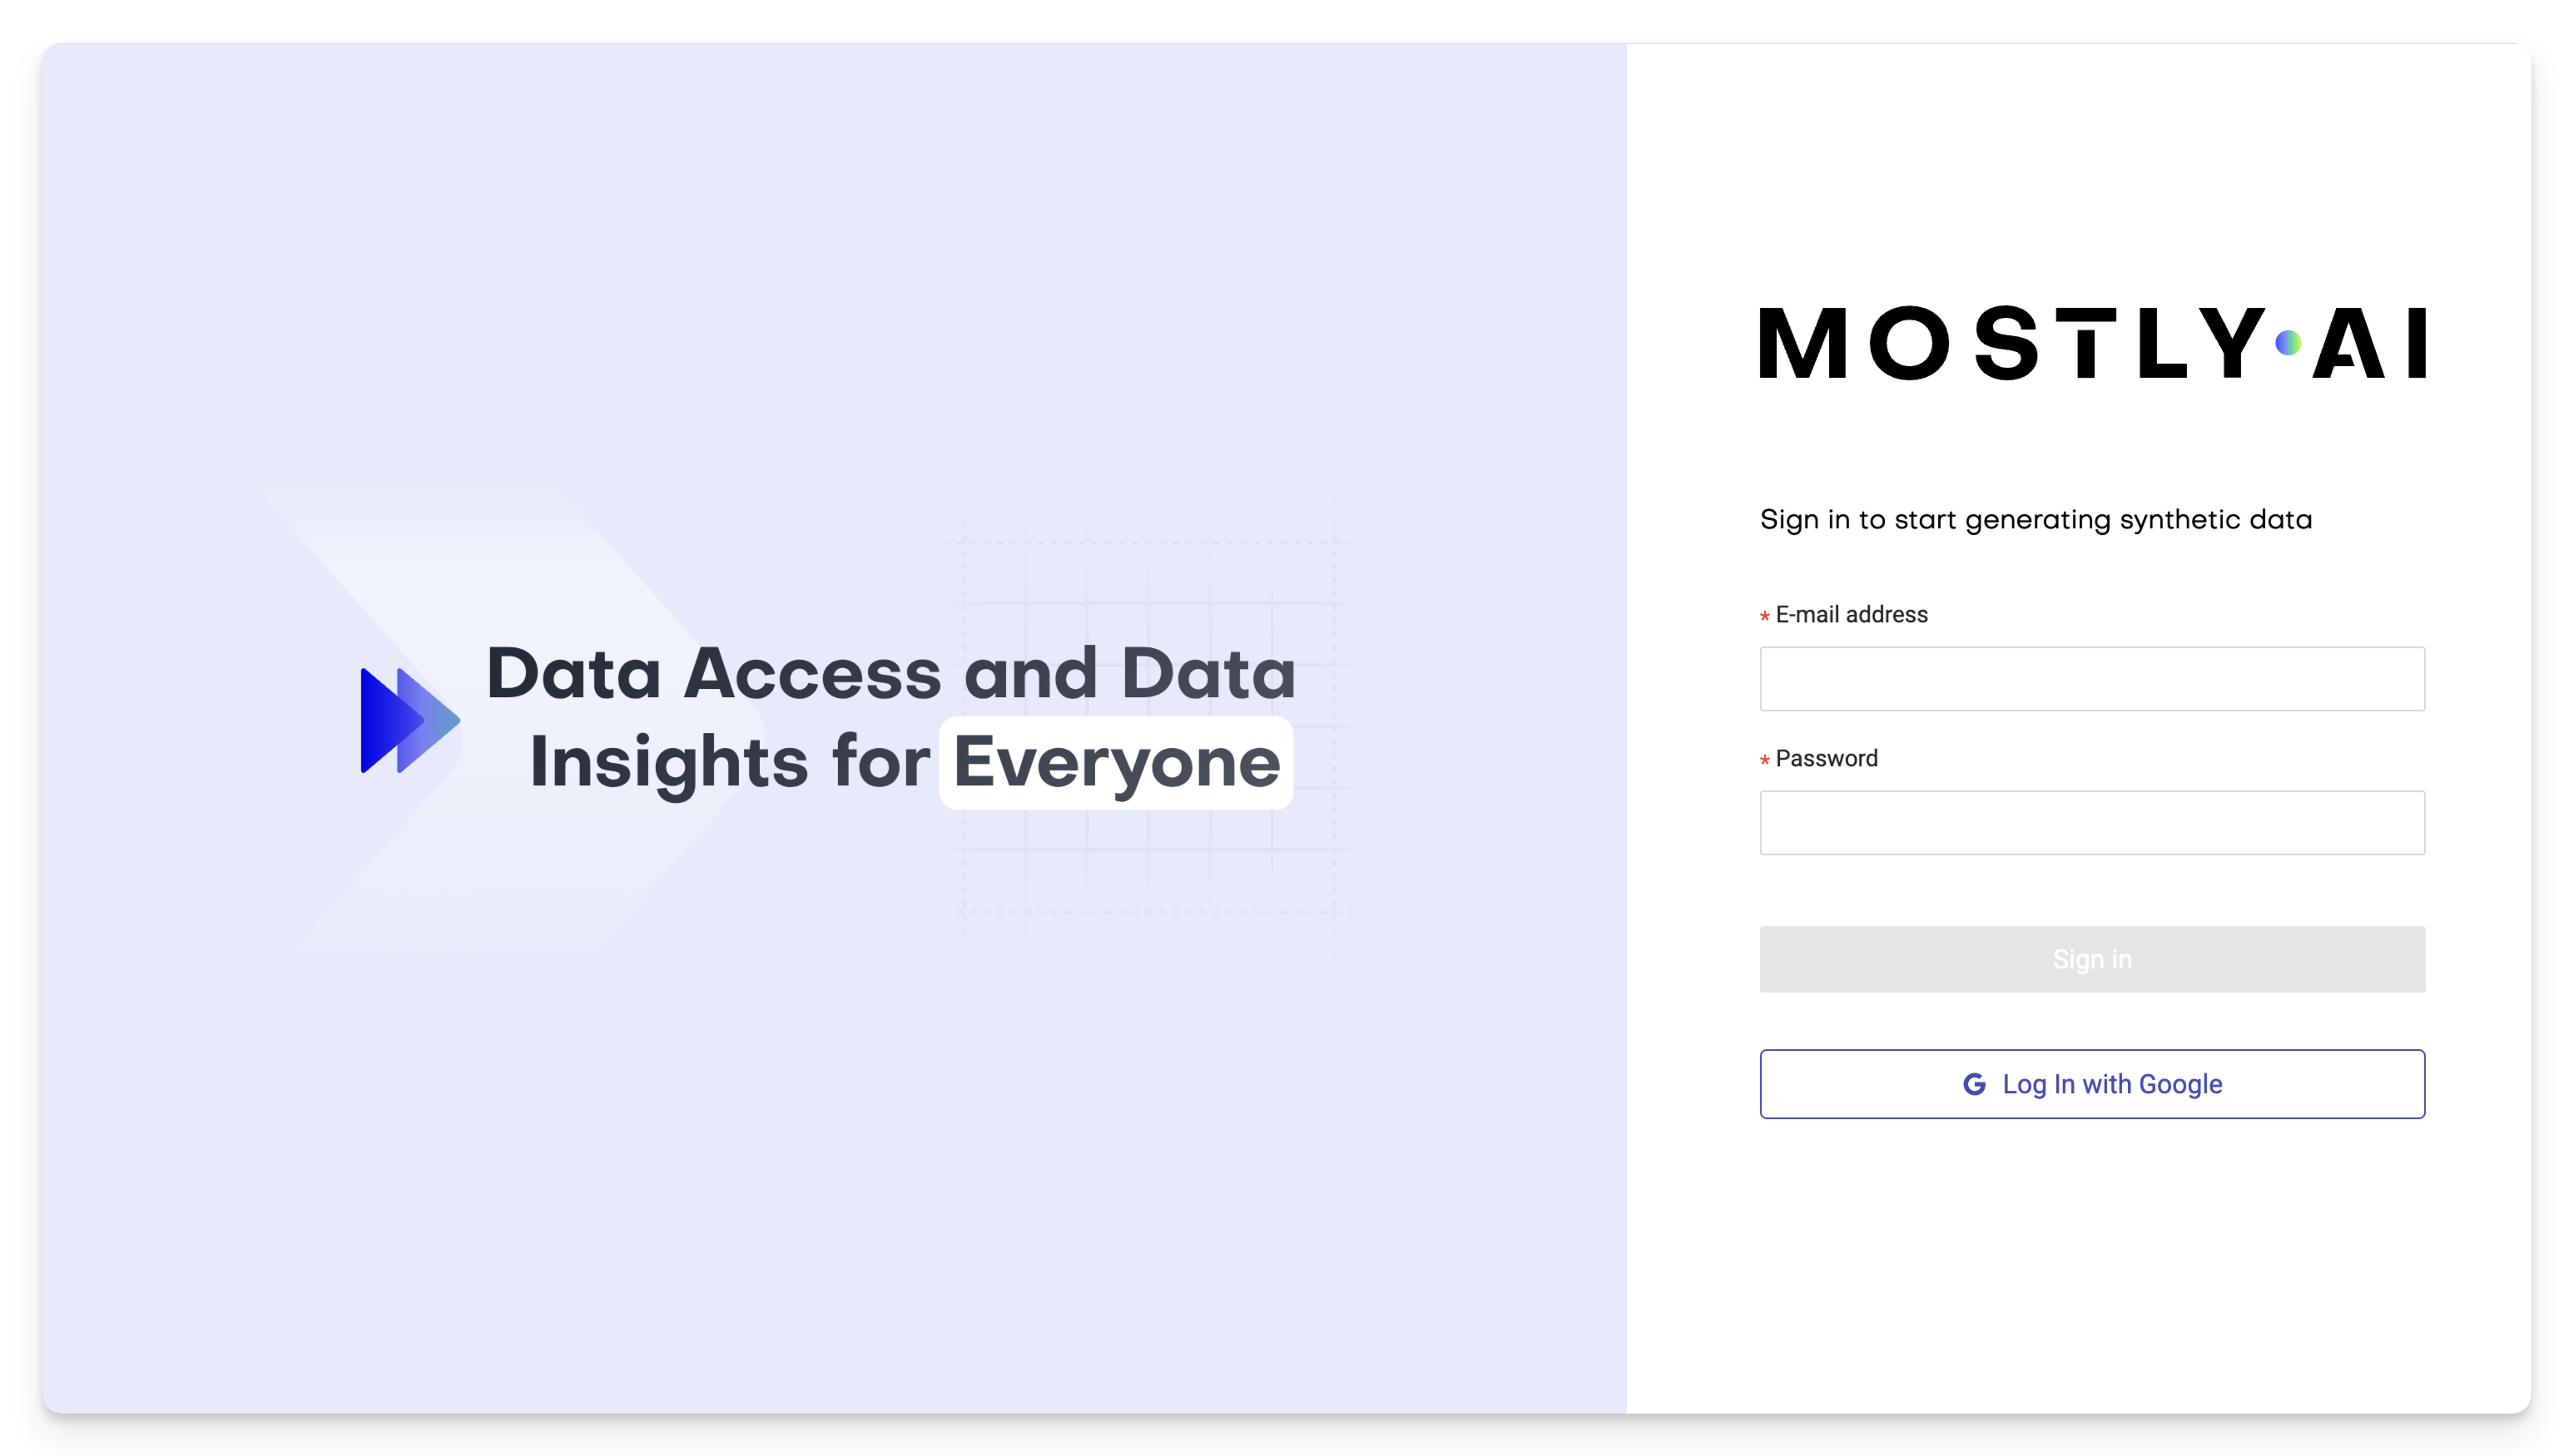 Data Access and Data
Insights for Everyone
MOSTLY AI
Sign in to start generating synthetic data
* E-mail address
* Password
Sign in
Log In with Google